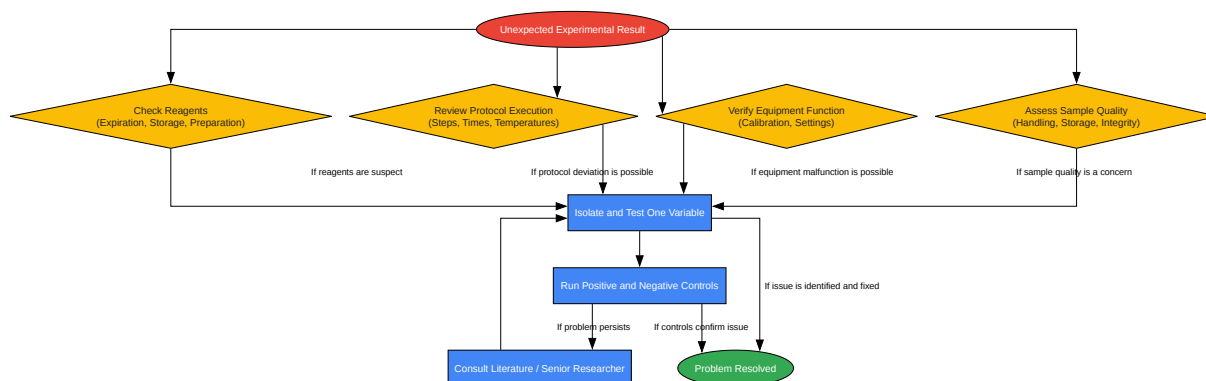 Unexpected Experimental Result
Check Reagents
(Expiration, Storage, Preparation)
Review Protocol Execution
(Steps, Times, Temperatures)
Verify Equipment Function
(Calibration, Settings)
Assess Sample Quality
(Handling, Storage, Integrity)
If reagents are suspect
If protocol deviation is possible
If equipment malfunction is possible
If sample quality is a concern
Isolate and Test One Variable
Run Positive and Negative Controls
If issue is identified and fixed
If problem persists
If controls confirm issue
Consult Literature / Senior Researcher
Problem Resolved